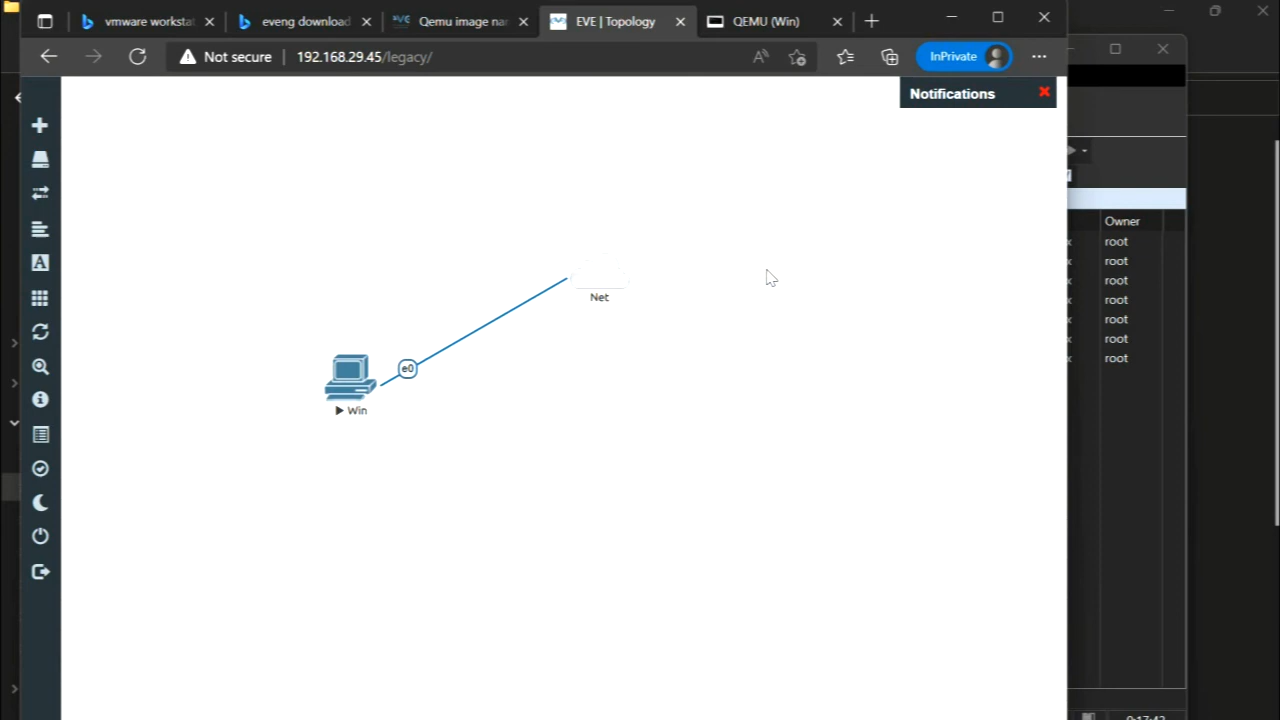 vmware workstat
eveng download
Qemu image nar
EVE | Topology
QEMU (Win)
Not secure
192.168.29.45/legacy/
InPrivate
Notifications
Owner
root
root
root
root
root
root
root
Net
e0
Win